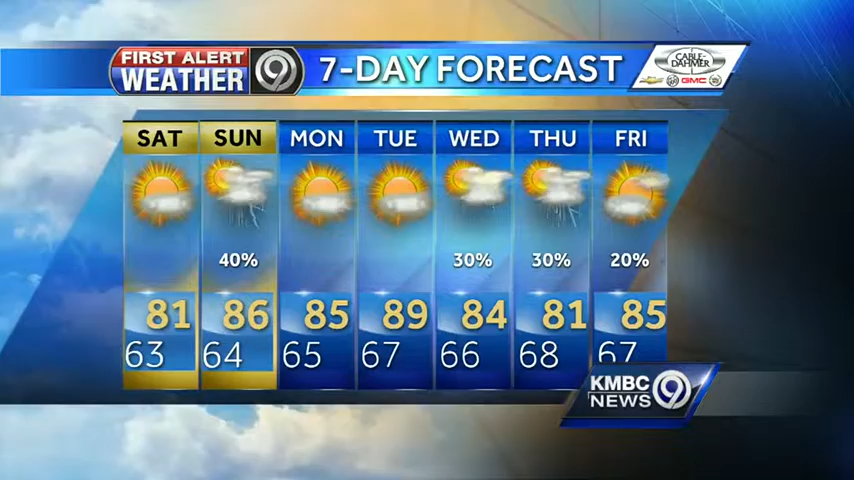 FIRST ALERT
WEATHER 9
7-DAY FORECAST
CABLE
DAHMER
GMC
SAT SUN MON TUE WED THU FRI
40% 30% 30% 20%
81 86 85 89 84 81 85
63 64 65 67 66 68 67
KMBC 9
NEWS